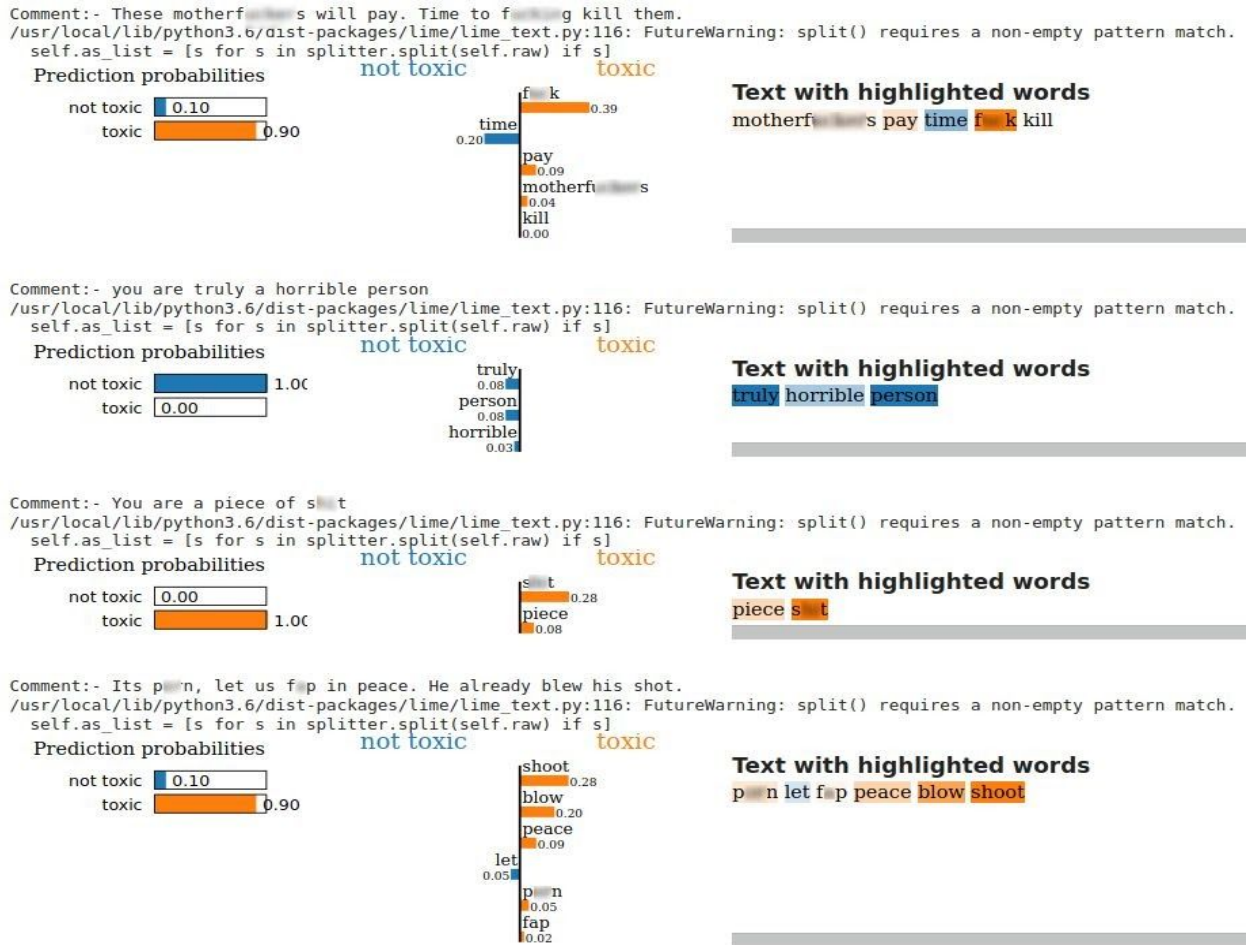 Comment:- These motherf s will pay. Time to f g kill them.
/usr/local/lib/python3.6/dist-packages/lime/lime_text.py:116: FutureWarning: split() requires a non-empty pattern match.
self.as_list = [s for s in splitter.split(self.raw) if s]
Prediction probabilities
not toxic 0.10
toxic 0.90
not toxic toxic
f k
0.39
time
0.20
pay
0.09
motherfu s
0.04
kill
0.00
Text with highlighted words
motherf s pay time f k kill
Comment:- you are truly a horrible person
/usr/local/lib/python3.6/dist-packages/lime/lime_text.py:116: FutureWarning: split() requires a non-empty pattern match.
self.as_list = [s for s in splitter.split(self.raw) if s]
Prediction probabilities
not toxic 1.00
toxic 0.00
not toxic toxic
truly
0.08
person
0.08
horrible
0.03
Text with highlighted words
truly horrible person
Comment:- You are a piece of s t
/usr/local/lib/python3.6/dist-packages/lime/lime_text.py:116: FutureWarning: split() requires a non-empty pattern match.
self.as_list = [s for s in splitter.split(self.raw) if s]
Prediction probabilities
not toxic 0.00
toxic 1.00
not toxic toxic
s t
0.28
piece
0.08
Text with highlighted words
piece s t
Comment:- Its p n, let us f p in peace. He already blew his shot.
/usr/local/lib/python3.6/dist-packages/lime/lime_text.py:116: FutureWarning: split() requires a non-empty pattern match.
self.as_list = [s for s in splitter.split(self.raw) if s]
Prediction probabilities
not toxic 0.10
toxic 0.90
not toxic toxic
shoot
0.28
blow
0.20
peace
0.09
let
0.05
p n
0.05
fap
0.02
Text with highlighted words
p n let f p peace blow shoot